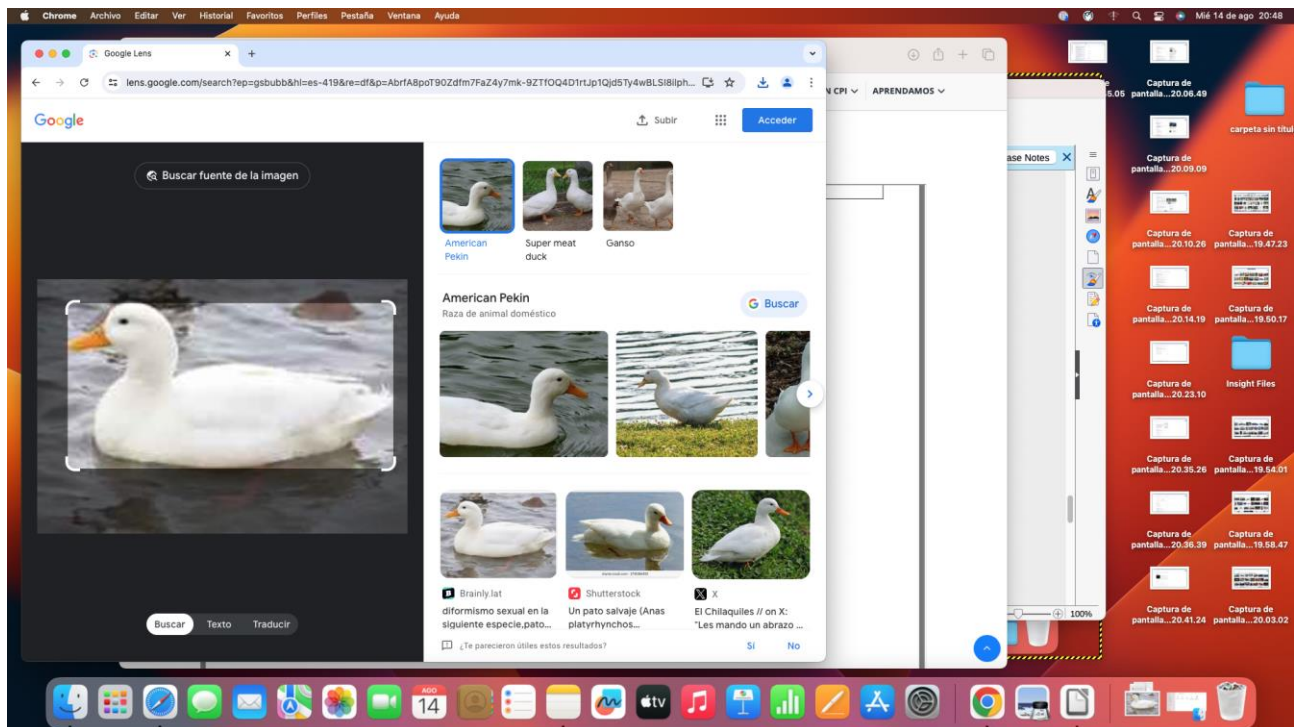 Chrome Archivo Editar Ver Historial Favoritos Perfiles Pestaña Ventana Ayuda
Mié 14 de ago 20:48
Google Lens
lens.google.com/search?ep=gsbubb&hl=es-419&re=df&p=AbrfA8poT90Zdfm7FaZ4y7mk-9ZTfOQ4D1rtJp1Qjd5Ty4wBLSI8ilph...
Google
Subir
Acceder
Buscar fuente de la imagen
American Pekin
Super meat duck
Ganso
American Pekin
Raza de animal doméstico
Buscar
Brainly.lat
diformismo sexual en la
siguiente especie,pato...
Shutterstock
Un pato salvaje (Anas
platyrhynchos...
X
El Chilaquiles // on X:
"Les mando un abrazo ...
Buscar Texto Traducir
¿Te parecieron útiles estos resultados?
Sí No
N CPI APRENDAMOS
ase Notes
100%
5.05
Captura de
pantalla...20.06.49
carpeta sin títul
Captura de
pantalla...20.09.09
Captura de
pantalla...20.10.26
Captura de
pantalla...19.47.23
Captura de
pantalla...20.14.19
Captura de
pantalla...19.50.17
Captura de
pantalla...20.23.10
Insight Files
Captura de
pantalla...20.35.26
Captura de
pantalla...19.54.01
Captura de
pantalla...20.36.39
Captura de
pantalla...19.58.47
Captura de
pantalla...20.41.24
Captura de
pantalla...20.03.02
AGO
14
tv